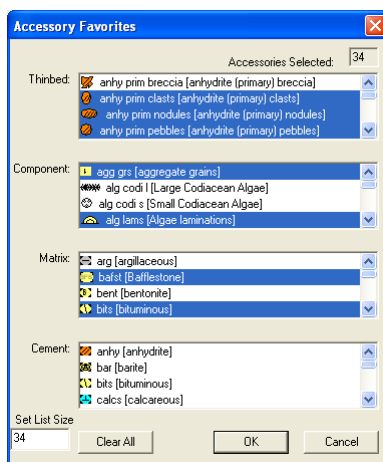 Accessory Favorites
Accessories Selected: 34
Thinbed:
anhy prim breccia [anhydrite (primary) breccia]
anhy prim clasts [anhydrite (primary) clasts]
anhy prim nodules [anhydrite (primary) nodules]
anhy prim pebbles [anhydrite (primary) pebbles]
Component:
agg grs [aggregate grains]
alg codi l [Large Codiacean Algae]
alg codi s [Small Codiacean Algae]
alg lams [Algae laminations]
Matrix:
arg [argillaceous]
bafst [Bafflestone]
bent [bentonite]
bits [bituminous]
Cement:
anhy [anhydrite]
bar [barite]
bits [bituminous]
calcs [calcareous]
Set List Size
34
Clear All
OK
Cancel